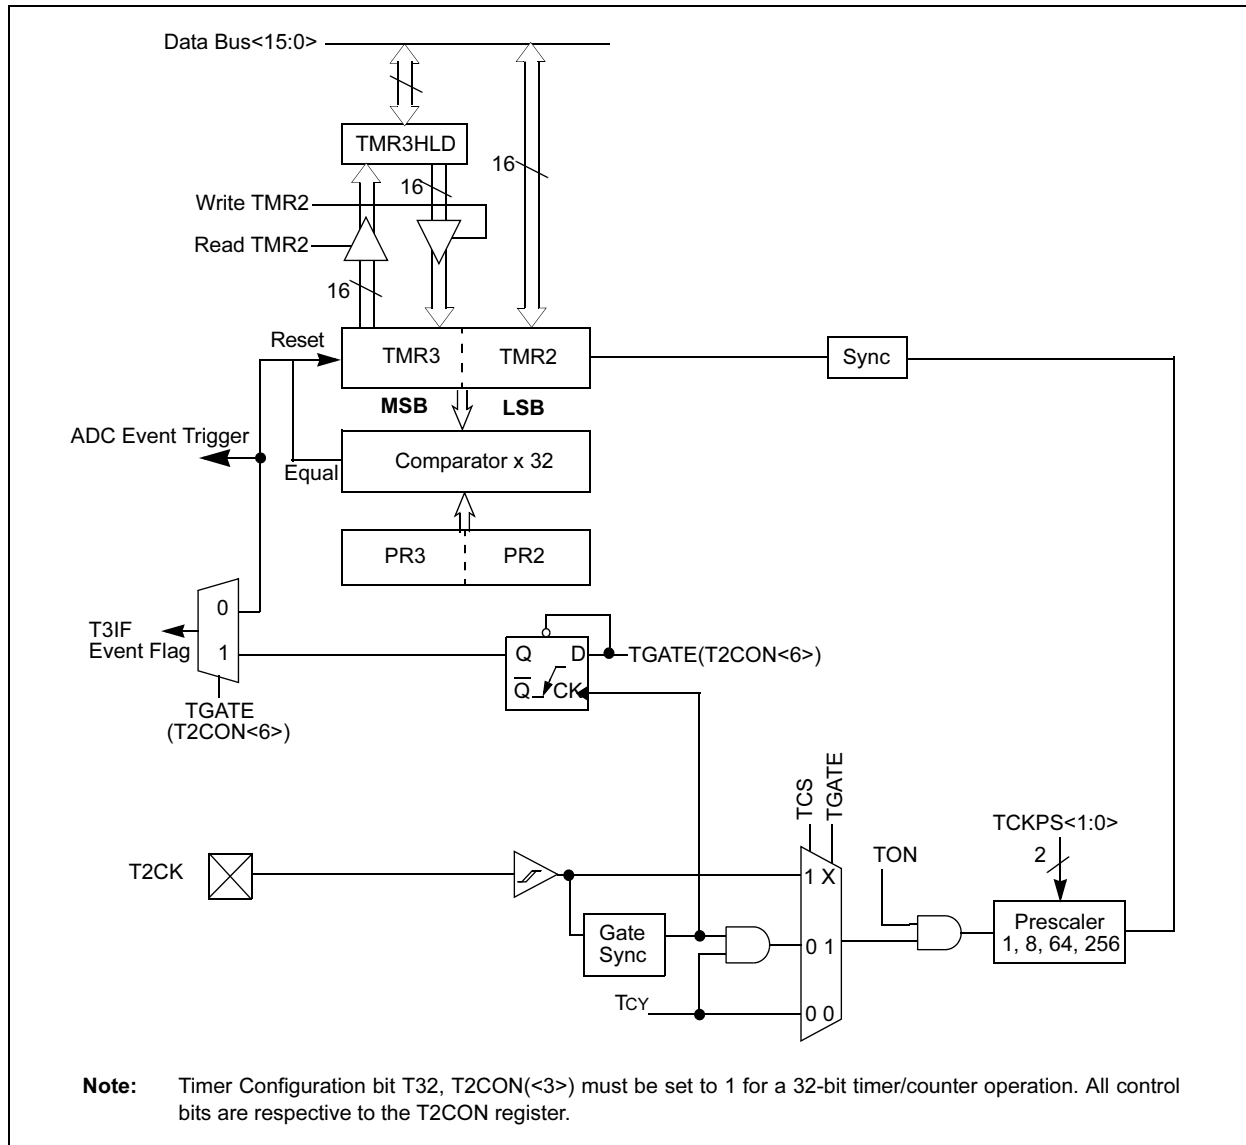 Data Bus<15:0>
TMR3HLD
16
16
Write TMR2
Read TMR2
16
Reset
TMR3
TMR2
Sync
MSB
LSB
ADC Event Trigger
Equal
Comparator x 32
PR3
PR2
0
T3IF
Event Flag
1
Q
D
TGATE(T2CON<6>)
Q
CK
TGATE
(T2CON<6>)
TCS
TGATE
TCKPS<1:0>
2
TON
T2CK
1 X
Prescaler
1, 8, 64, 256
Gate
Sync
0 1
TCY
0 0
Note: Timer Configuration bit T32, T2CON(<3>) must be set to 1 for a 32-bit timer/counter operation. All control
bits are respective to the T2CON register.